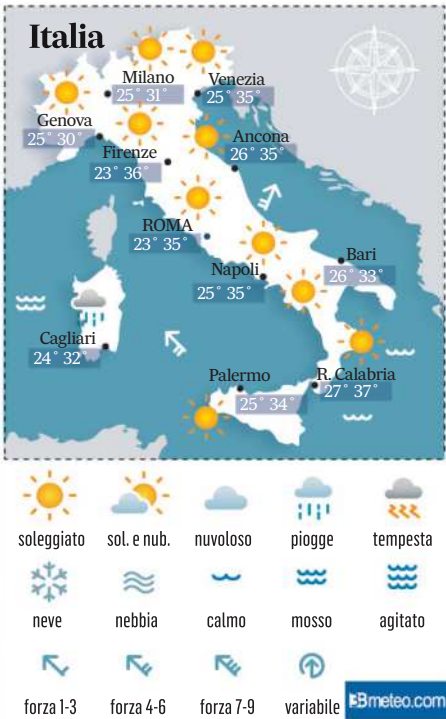 Italia
Milano
25° 31°
Venezia
25° 35°
Genova
25° 30°
Firenze
23° 36°
Ancona
26° 35°
ROMA
23° 35°
Napoli
25° 35°
Bari
26° 33°
Cagliari
24° 32°
Palermo
25° 34°
R. Calabria
27° 37°
soleggiato sol. e nub. nuvoloso piogge tempesta
neve nebbia calmo mosso agitato
forza 1-3 forza 4-6 forza 7-9 variabile
3Bmeteo.com